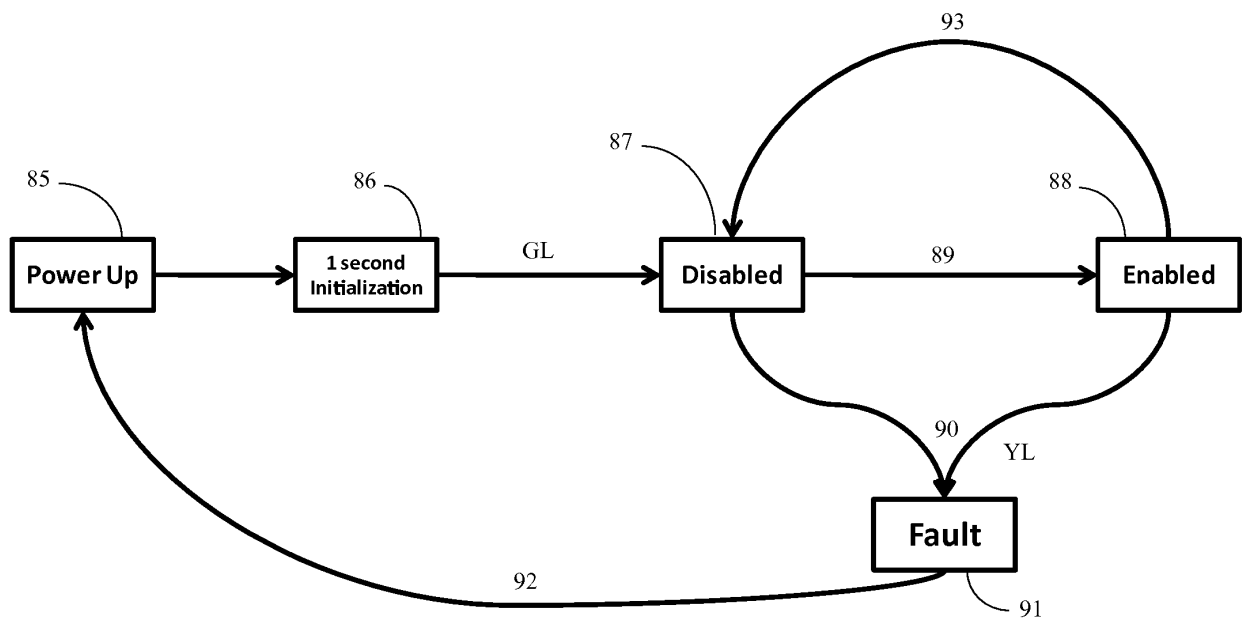 93
87
85
86
88
Power Up
1 second
Initialization
GL
Disabled
89
Enabled
90
YL
Fault
92
91